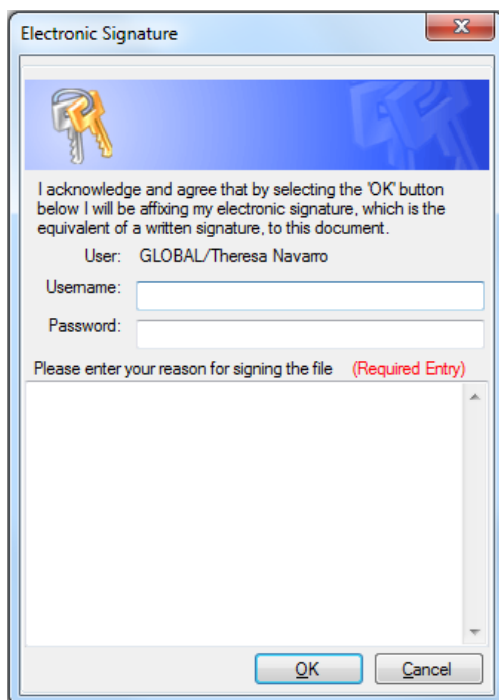 Electronic Signature
I acknowledge and agree that by selecting the 'OK' button
below I will be affixing my electronic signature, which is the
equivalent of a written signature, to this document.
User: GLOBAL/Theresa Navarro
Username:
Password:
Please enter your reason for signing the file (Required Entry)
OK Cancel